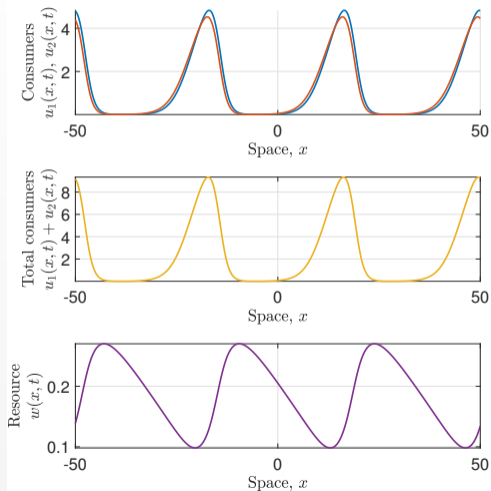 Consumers
u₁(x,t), u₂(x,t)
4
2
-50
0
50
Space, x
Total consumers
u₁(x,t) + u₂(x,t)
8
6
4
2
-50
0
50
Space, x
Resource
w(x,t)
0.2
0.1
-50
0
50
Space, x